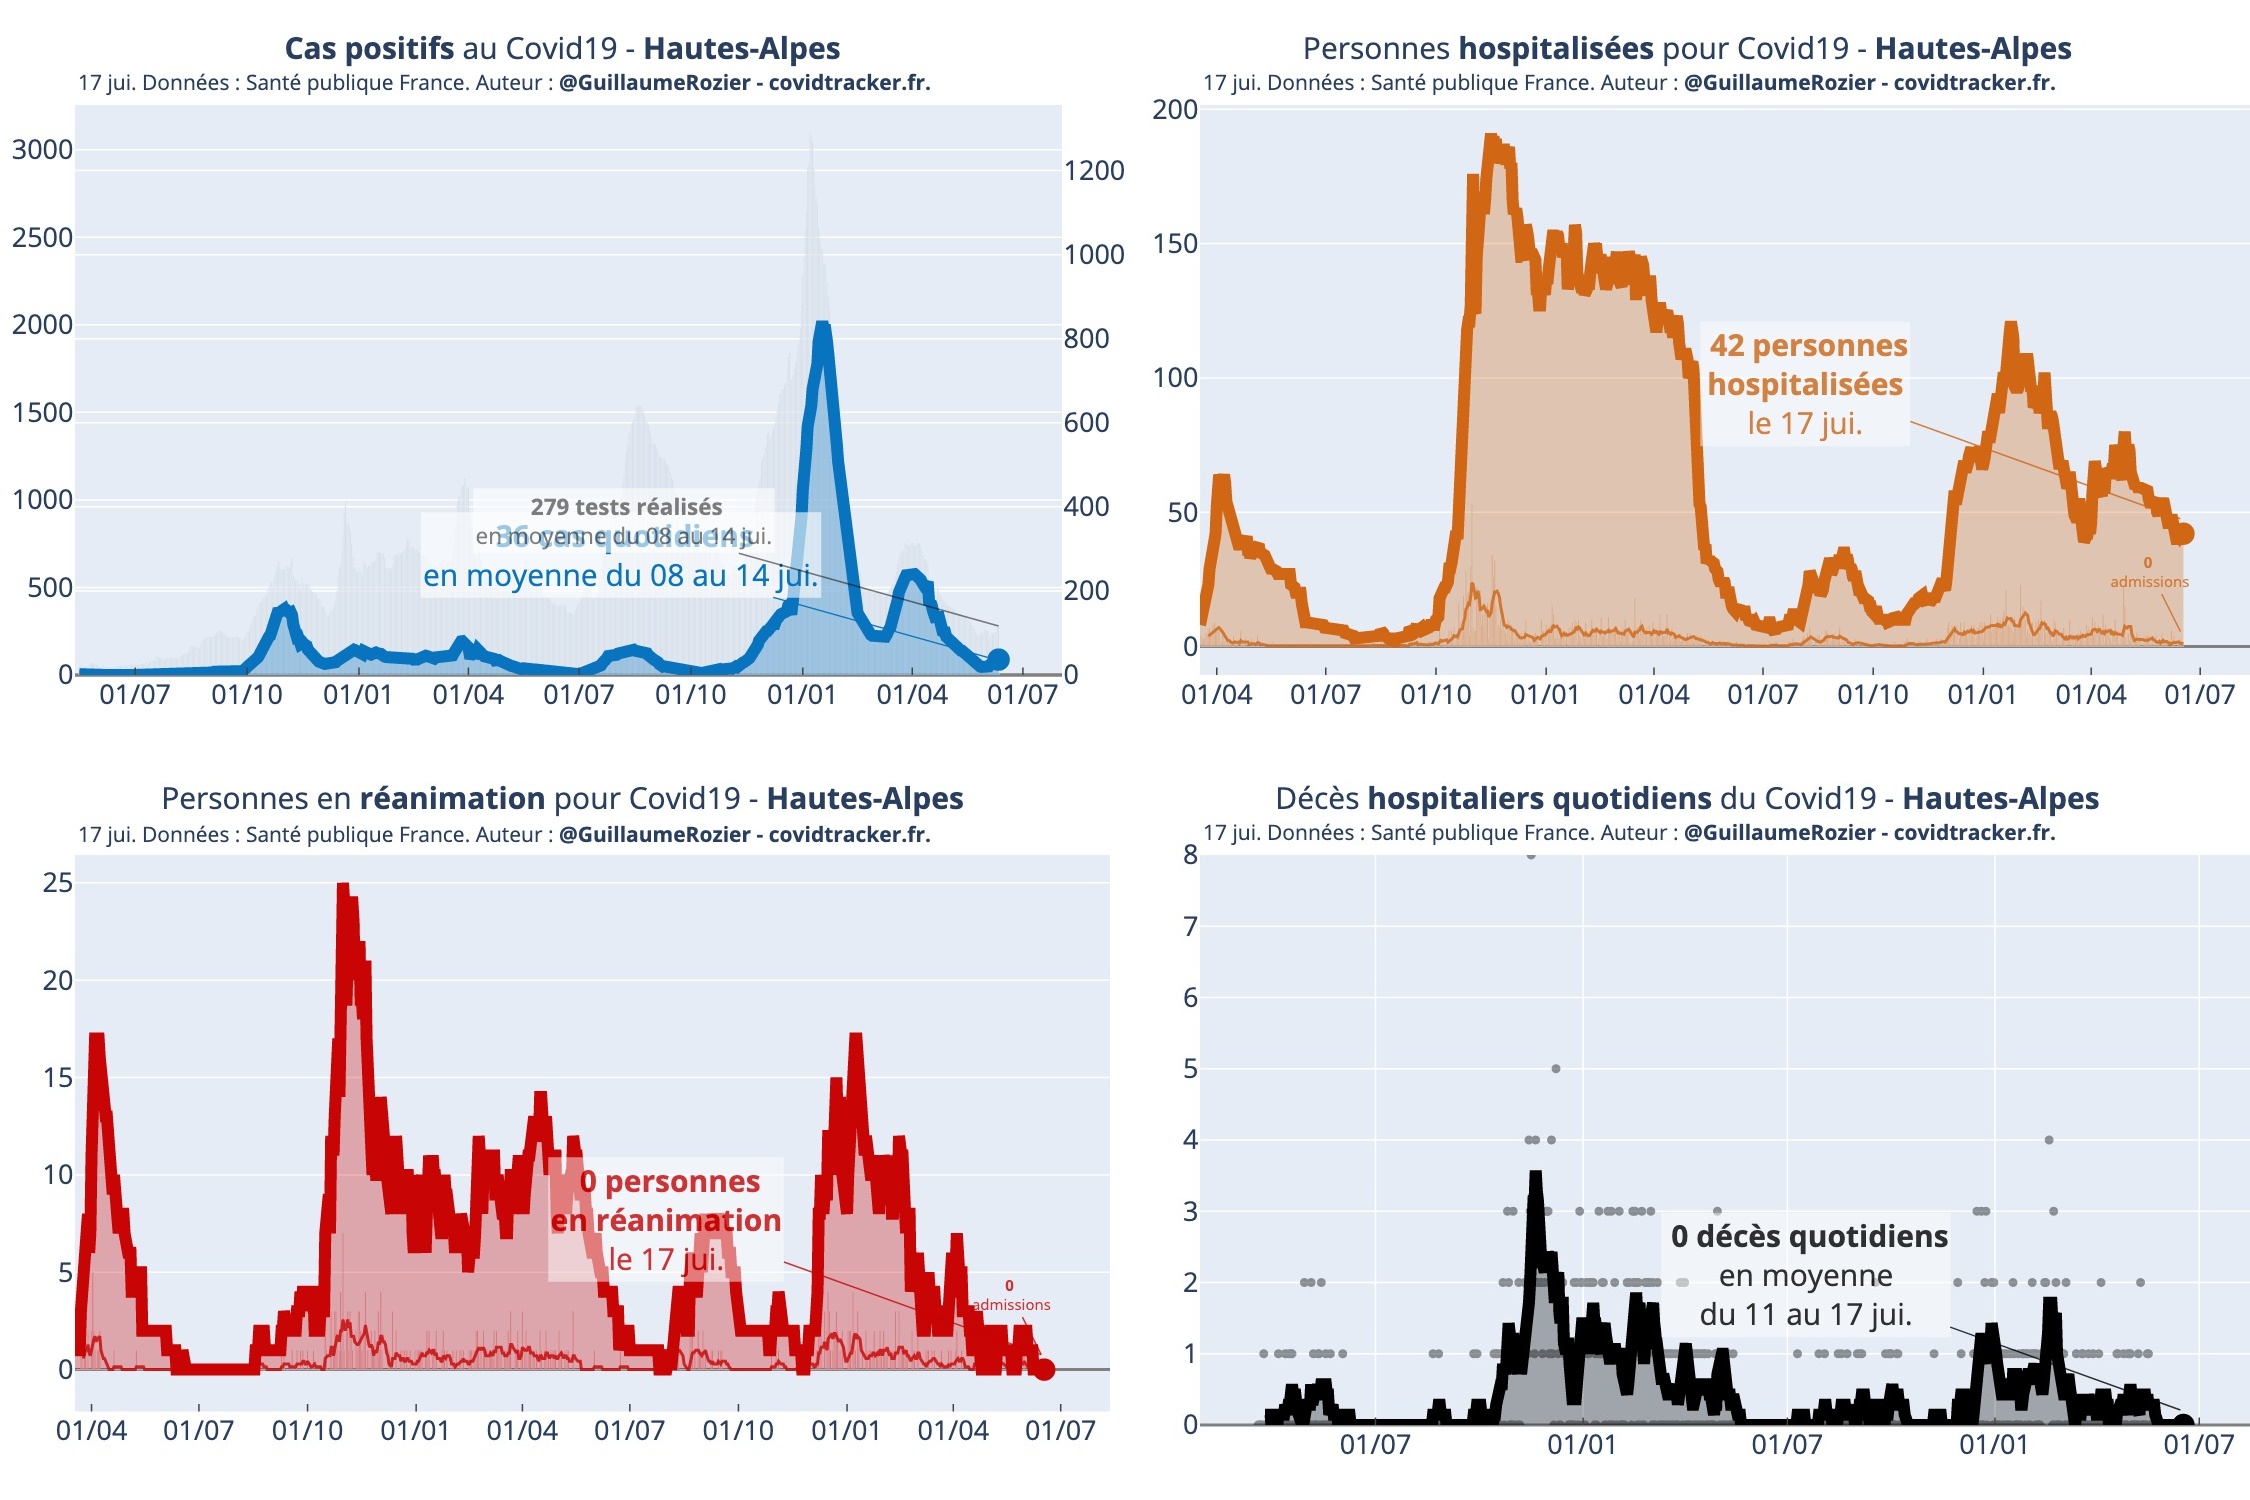 Cas positifs au Covid19 - Hautes-Alpes
17 jui. Données : Santé publique France. Auteur : @GuillaumeRozier - covidtracker.fr.
3000
2500
2000
1500
1000
500
0
1200
1000
800
600
400
200
0
279 tests réalisés
en moyenne du 08 au 14 jui.
36 cas quotidiens
en moyenne du 08 au 14 jui.
01/07 01/10 01/01 01/04 01/07 01/10 01/01 01/04 01/07
Personnes hospitalisées pour Covid19 - Hautes-Alpes
17 jui. Données : Santé publique France. Auteur : @GuillaumeRozier - covidtracker.fr.
200
150
100
50
0
42 personnes
hospitalisées
le 17 jui.
0
admissions
01/04 01/07 01/10 01/01 01/04 01/07 01/10 01/01 01/04 01/07
Personnes en réanimation pour Covid19 - Hautes-Alpes
17 jui. Données : Santé publique France. Auteur : @GuillaumeRozier - covidtracker.fr.
25
20
15
10
5
0
0 personnes
en réanimation
le 17 jui.
0
admissions
01/04 01/07 01/10 01/01 01/04 01/07 01/10 01/01 01/04 01/07
Décès hospitaliers quotidiens du Covid19 - Hautes-Alpes
17 jui. Données : Santé publique France. Auteur : @GuillaumeRozier - covidtracker.fr.
8
7
6
5
4
3
2
1
0
0 décès quotidiens
en moyenne
du 11 au 17 jui.
01/07 01/01 01/07 01/01 01/07